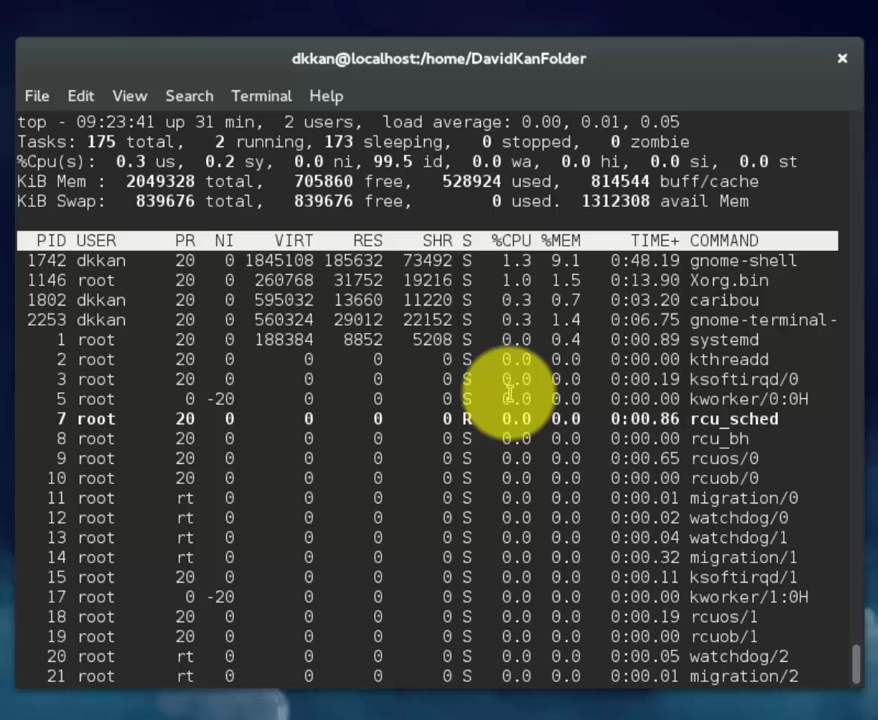 dkkan@localhost:/home/DavidKanFolder ×
File Edit View Search Terminal Help
top - 09:23:41 up 31 min,  2 users,  load average: 0.00, 0.01, 0.05
Tasks: 175 total,   2 running, 173 sleeping,   0 stopped,   0 zombie
%Cpu(s):  0.3 us,  0.2 sy,  0.0 ni, 99.5 id,  0.0 wa,  0.0 hi,  0.0 si,  0.0 st
KiB Mem :  2049328 total,   705860 free,   528924 used,   814544 buff/cache
KiB Swap:   839676 total,   839676 free,        0 used.  1312308 avail Mem
PID USER PR NI VIRT RES SHR S %CPU %MEM TIME+ COMMAND
1742 dkkan 20 0 1845108 185632 73492 S 1.3 9.1 0:48.19 gnome-shell
1146 root 20 0 260768 31752 19216 S 1.0 1.5 0:13.90 Xorg.bin
1802 dkkan 20 0 595032 13660 11220 S 0.3 0.7 0:03.20 caribou
2253 dkkan 20 0 560324 29012 22152 S 0.3 1.4 0:06.75 gnome-terminal-
1 root 20 0 188384 8852 5208 S 0.0 0.4 0:00.89 systemd
2 root 20 0 0 0 0 S 0.0 0.0 0:00.00 kthreadd
3 root 20 0 0 0 0 S 0.0 0.0 0:00.19 ksoftirqd/0
5 root 0 -20 0 0 0 S 0.0 0.0 0:00.00 kworker/0:0H
7 root 20 0 0 0 0 R 0.0 0.0 0:00.86 rcu_sched
8 root 20 0 0 0 0 S 0.0 0.0 0:00.00 rcu_bh
9 root 20 0 0 0 0 S 0.0 0.0 0:00.65 rcuos/0
10 root 20 0 0 0 0 S 0.0 0.0 0:00.00 rcuob/0
11 root rt 0 0 0 0 S 0.0 0.0 0:00.01 migration/0
12 root rt 0 0 0 0 S 0.0 0.0 0:00.02 watchdog/0
13 root rt 0 0 0 0 S 0.0 0.0 0:00.04 watchdog/1
14 root rt 0 0 0 0 S 0.0 0.0 0:00.32 migration/1
15 root 20 0 0 0 0 S 0.0 0.0 0:00.11 ksoftirqd/1
17 root 0 -20 0 0 0 S 0.0 0.0 0:00.00 kworker/1:0H
18 root 20 0 0 0 0 S 0.0 0.0 0:00.19 rcuos/1
19 root 20 0 0 0 0 S 0.0 0.0 0:00.00 rcuob/1
20 root rt 0 0 0 0 S 0.0 0.0 0:00.05 watchdog/2
21 root rt 0 0 0 0 S 0.0 0.0 0:00.01 migration/2